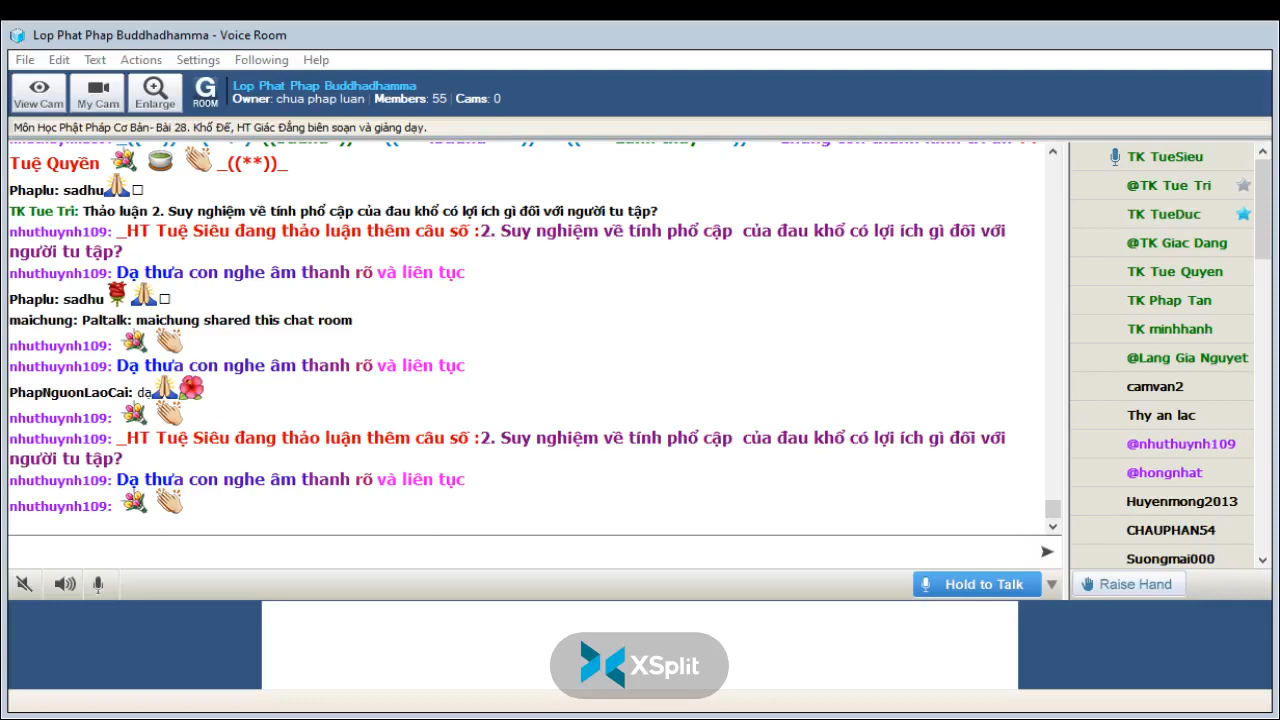 Lop Phat Phap Buddhadhamma - Voice Room
File Edit Text Actions Settings Following Help
View Cam My Cam Enlarge G ROOM
Lop Phat Phap Buddhadhamma
Owner: chua phap luan | Members: 55 | Cams: 0
Môn Học Phật Pháp Cơ Bản- Bài 28. Khổ Đế, HT Giác Đẳng biên soạn và giảng dạy.
Tuệ Quyền _((**))_
Phaplu: sadhu
TK Tue Tri: Thảo luận 2. Suy nghiệm về tính phổ cập của đau khổ có lợi ích gì đối với người tu tập?
nhuthuynh109: _HT Tuệ Siêu đang thảo luận thêm câu số :2. Suy nghiệm về tính phổ cập của đau khổ có lợi ích gì đối với
người tu tập?
nhuthuynh109: Dạ thưa con nghe âm thanh rõ và liên tục
Phaplu: sadhu
maichung: Paltalk: maichung shared this chat room
nhuthuynh109:
nhuthuynh109: Dạ thưa con nghe âm thanh rõ và liên tục
PhapNguonLaoCai: dạ
nhuthuynh109:
nhuthuynh109: _HT Tuệ Siêu đang thảo luận thêm câu số :2. Suy nghiệm về tính phổ cập của đau khổ có lợi ích gì đối với
người tu tập?
nhuthuynh109: Dạ thưa con nghe âm thanh rõ và liên tục
nhuthuynh109:
TK TueSieu
@TK Tue Tri
TK TueDuc
@TK Giac Dang
TK Tue Quyen
TK Phap Tan
TK minhhanh
@Lang Gia Nguyet
camvan2
Thy an lac
@nhuthuynh109
@hongnhat
Huyenmong2013
CHAUPHAN54
Suongmai000
Hold to Talk
Raise Hand
XSplit